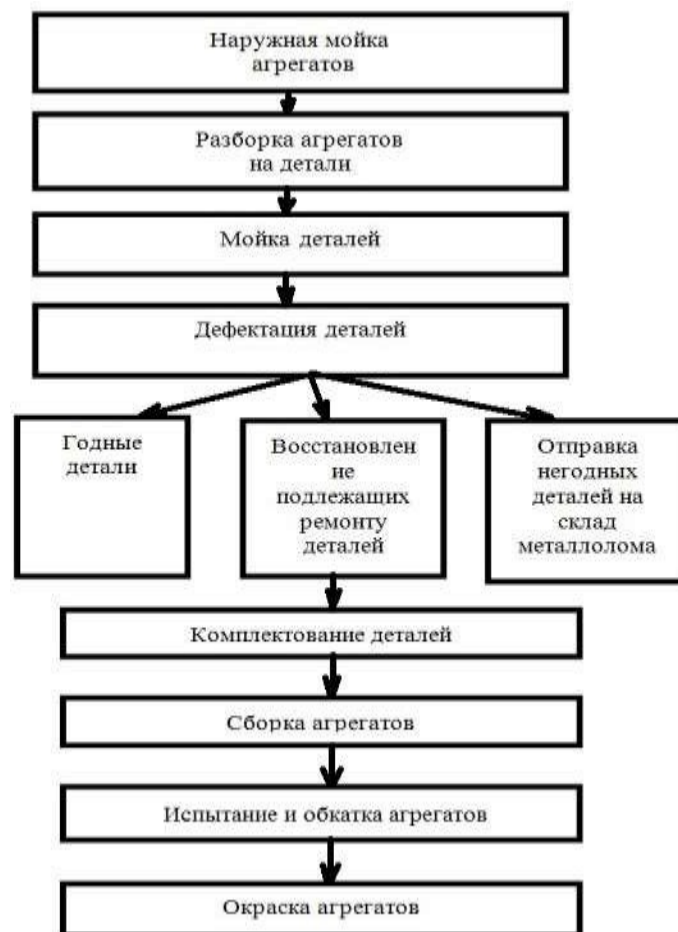 Наружная мойка
агрегатов
Разборка агрегатов
на детали
Мойка деталей
Дефектация деталей
Годные
детали
Восстановлен
ие
подлежащих
ремонту
деталей
Отправка
негодных
деталей на
склад
металлолома
Комплектование деталей
Сборка агрегатов
Испытание и обкатка агрегатов
Окраска агрегатов